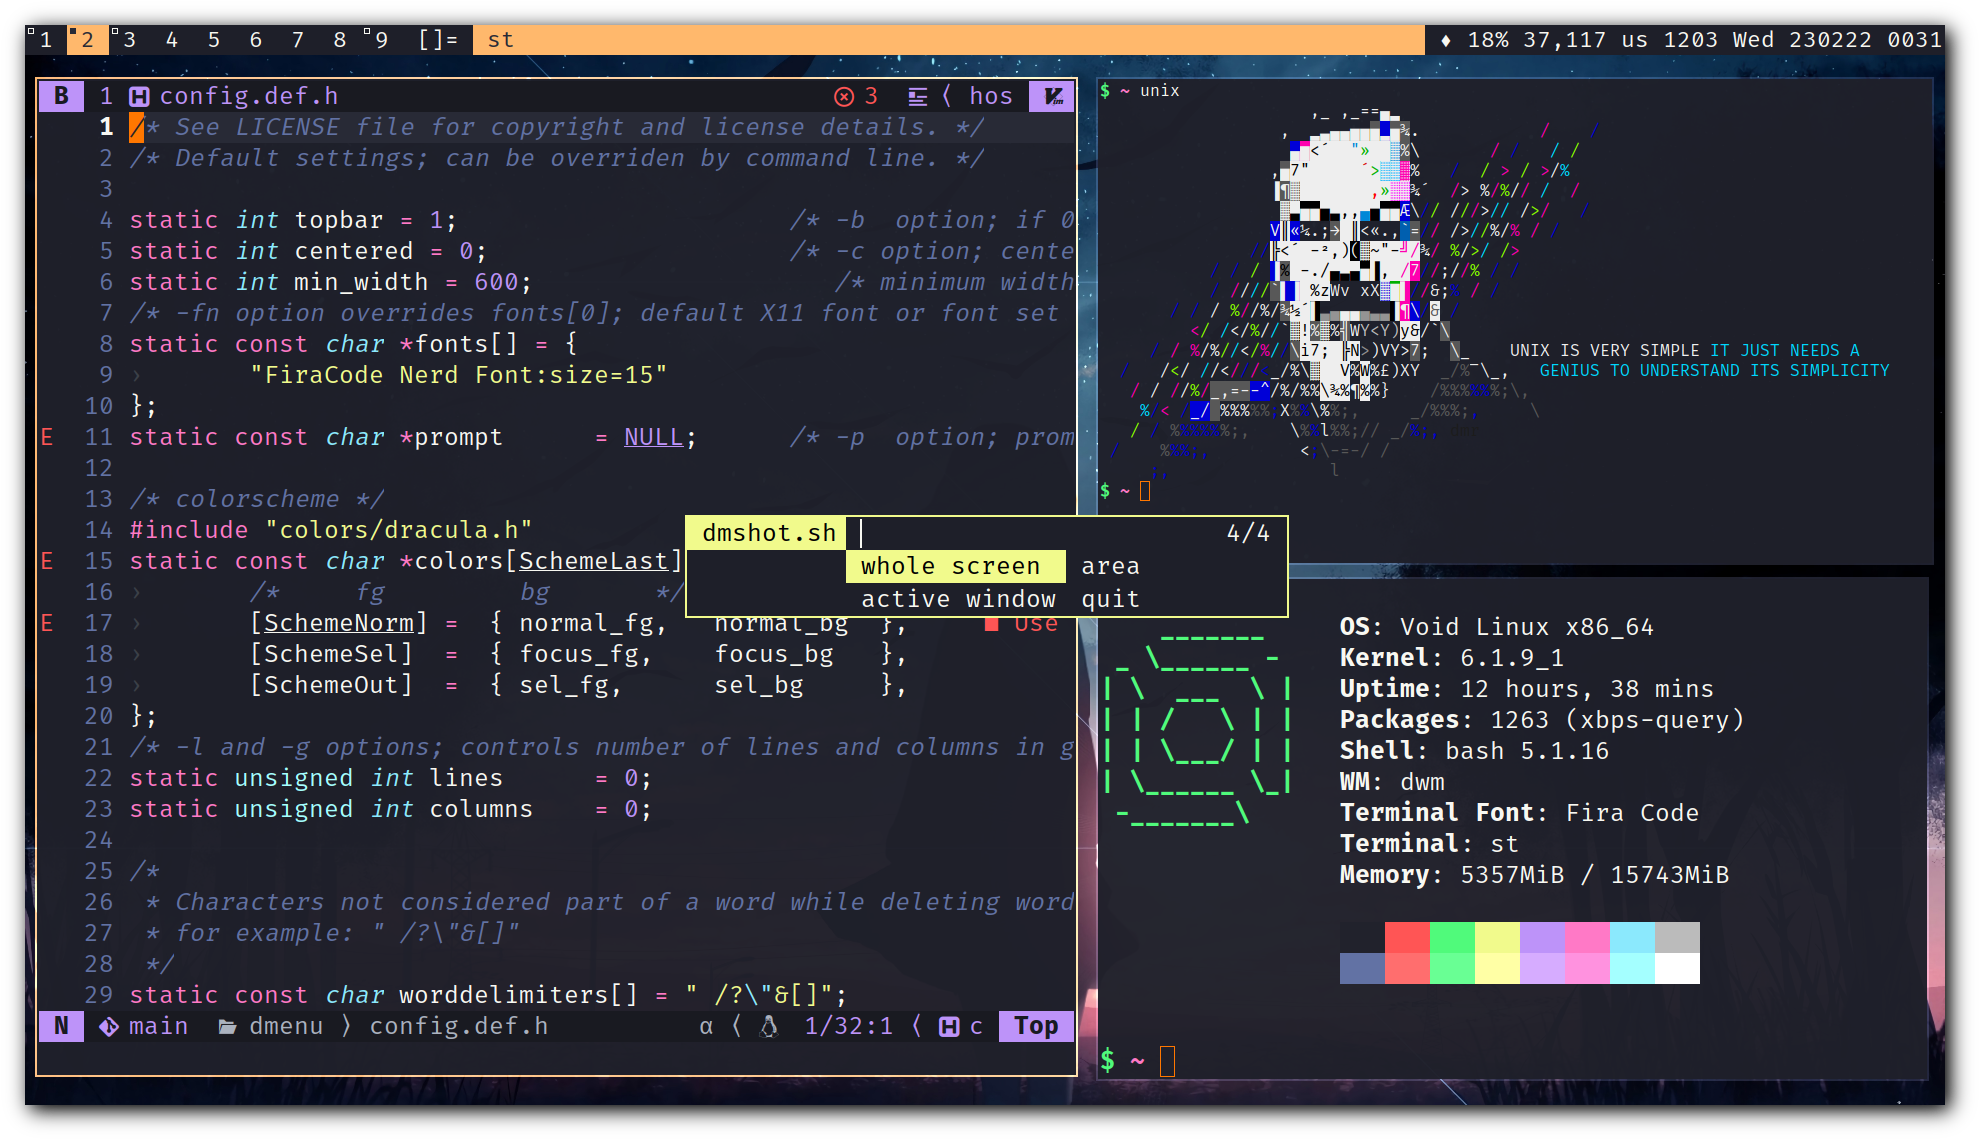 1 2 3 4 5 6 7 8 9 []= st ♦ 18% 37,117 us 1203 Wed 230222 0031
B 1 config.def.h 3 hos
1 /* See LICENSE file for copyright and license details. */
2 /* Default settings; can be overriden by command line. */
3
4 static int topbar = 1; /* -b  option; if 0
5 static int centered = 0; /* -c option; cente
6 static int min_width = 600; /* minimum width
7 /* -fn option overrides fonts[0]; default X11 font or font set
8 static const char *fonts[] = {
9 › "FiraCode Nerd Font:size=15"
10 };
E 11 static const char *prompt = NULL; /* -p  option; prom
12
13 /* colorscheme */
14 #include "colors/dracula.h"
E 15 static const char *colors[SchemeLast]
16 › /* fg bg */
E 17 › [SchemeNorm] = { normal_fg, normal_bg }, ■ Use
18 › [SchemeSel] = { focus_fg, focus_bg },
19 › [SchemeOut] = { sel_fg, sel_bg },
20 };
21 /* -l and -g options; controls number of lines and columns in g
22 static unsigned int lines = 0;
23 static unsigned int columns = 0;
24
25 /*
26 * Characters not considered part of a word while deleting word
27 * for example: " /?\"&[]"
28 */
29 static const char worddelimiters[] = " /?\"&[]";
N main dmenu ⟩ config.def.h α ⟨ 1/32:1 ⟨ c Top
$ ~ unix
UNIX IS VERY SIMPLE IT JUST NEEDS A
GENIUS TO UNDERSTAND ITS SIMPLICITY
$ ~
dmshot.sh 4/4
whole screen area
active window quit
OS: Void Linux x86_64
Kernel: 6.1.9_1
Uptime: 12 hours, 38 mins
Packages: 1263 (xbps-query)
Shell: bash 5.1.16
WM: dwm
Terminal Font: Fira Code
Terminal: st
Memory: 5357MiB / 15743MiB
$ ~